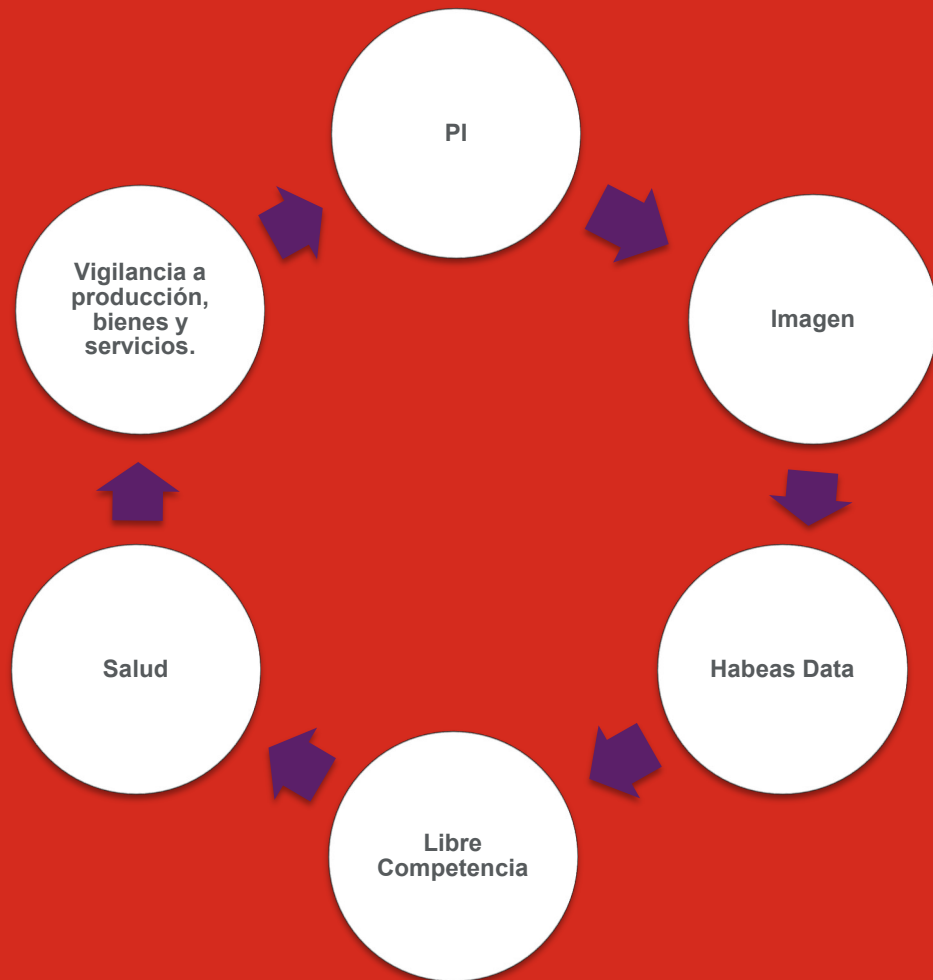 PI
Imagen
Habeas Data
Libre
Competencia
Salud
Vigilancia a
producción,
bienes y
servicios.